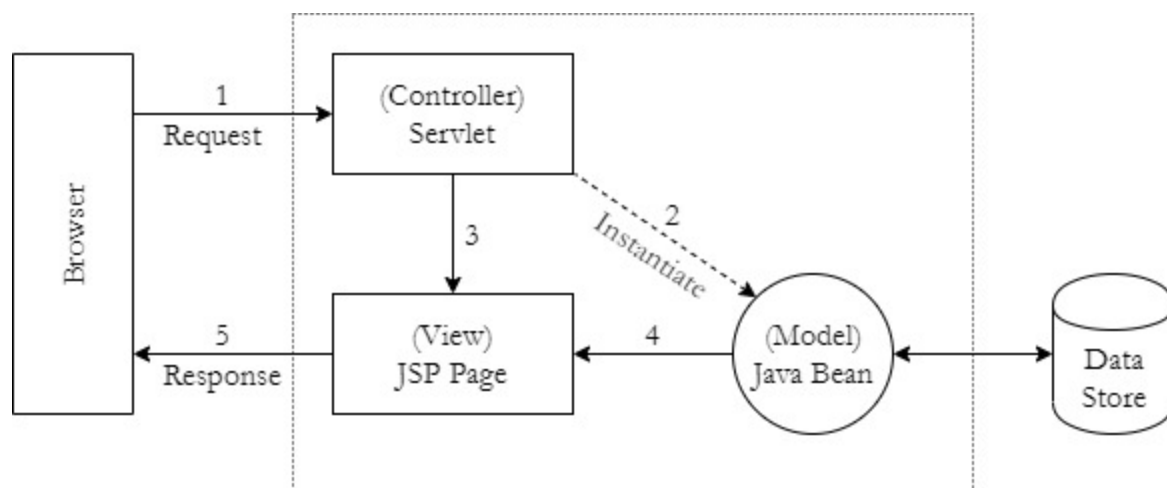 Browser
1
Request
(Controller)
Servlet
2
Instantiate
3
(View)
JSP Page
4
(Model)
Java Bean
Data
Store
5
Response